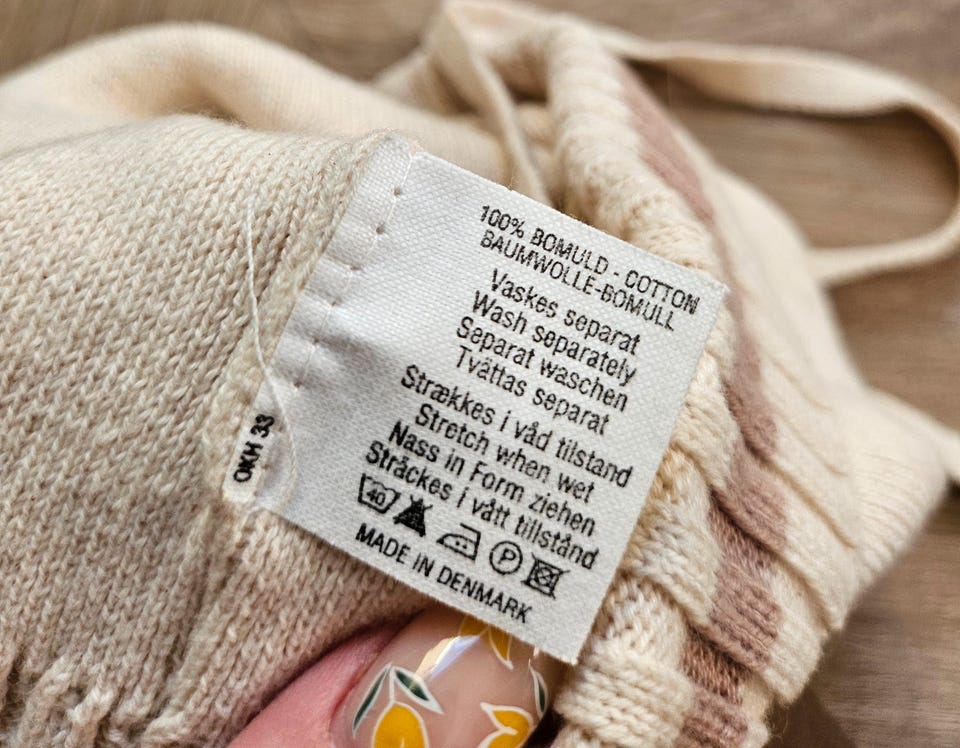 100% BOMULD - COTTON
BAUMWOLLE-BOMULL
Vaskes separat
Wash separately
Separat waschen
Tvättas separat
Strækkes i våd tilstand
Stretch when wet
Nass in Form ziehen
Sträckes i vått tillstånd
40 P
MADE IN DENMARK
OKH 33